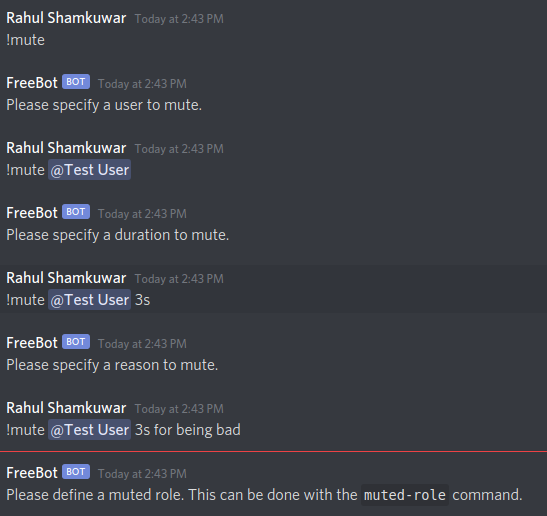 Rahul Shamkuwar Today at 2:43 PM
!mute
FreeBot BOT Today at 2:43 PM
Please specify a user to mute.
Rahul Shamkuwar Today at 2:43 PM
!mute @Test User
FreeBot BOT Today at 2:43 PM
Please specify a duration to mute.
Rahul Shamkuwar Today at 2:43 PM
!mute @Test User 3s
FreeBot BOT Today at 2:43 PM
Please specify a reason to mute.
Rahul Shamkuwar Today at 2:43 PM
!mute @Test User 3s for being bad
FreeBot BOT Today at 2:43 PM
Please define a muted role. This can be done with the muted-role command.